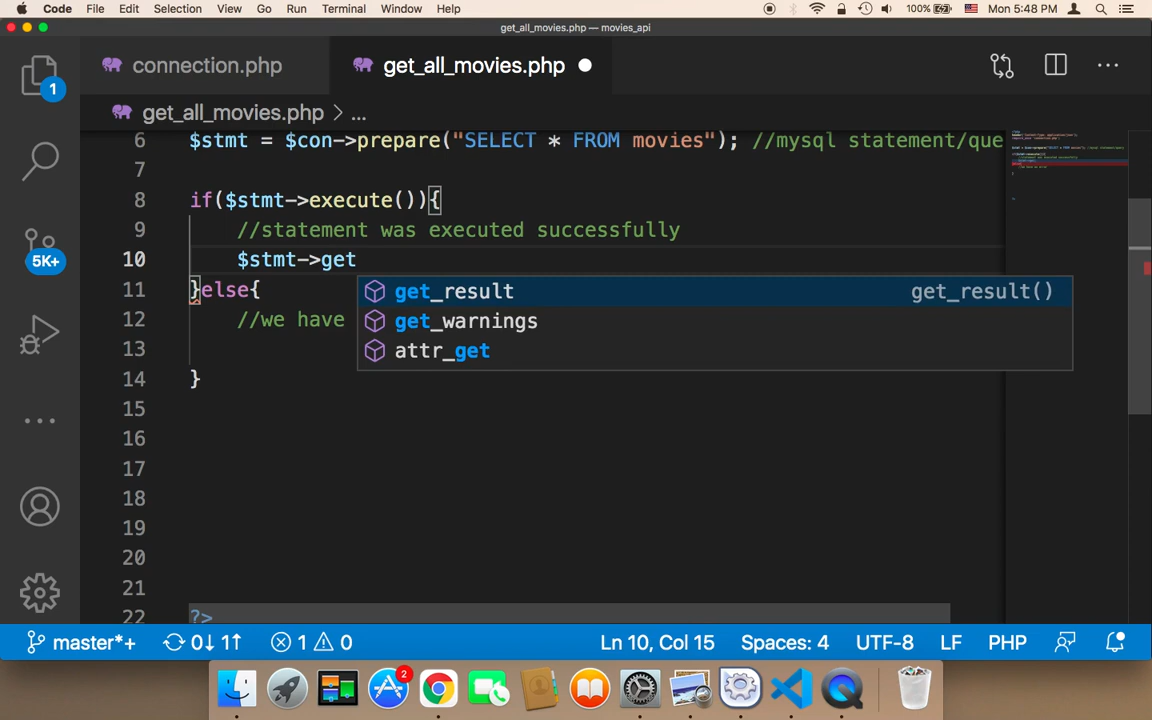 Code File Edit Selection View Go Run Terminal Window Help 100% Mon 5:48 PM
get_all_movies.php — movies_api
connection.php get_all_movies.php
1
get_all_movies.php > ...
6 $stmt = $con->prepare("SELECT * FROM movies"); //mysql statement/que
7
8 if($stmt->execute()){
9 //statement was executed successfully
10 $stmt->get
11 }else{
12 //we have
13
14 }
15
16
17
18
19
20
21
22 ?>
get_result get_result()
get_warnings
attr_get
5K+
master*+ 0↓ 1↑ 1 0 Ln 10, Col 15 Spaces: 4 UTF-8 LF PHP
2